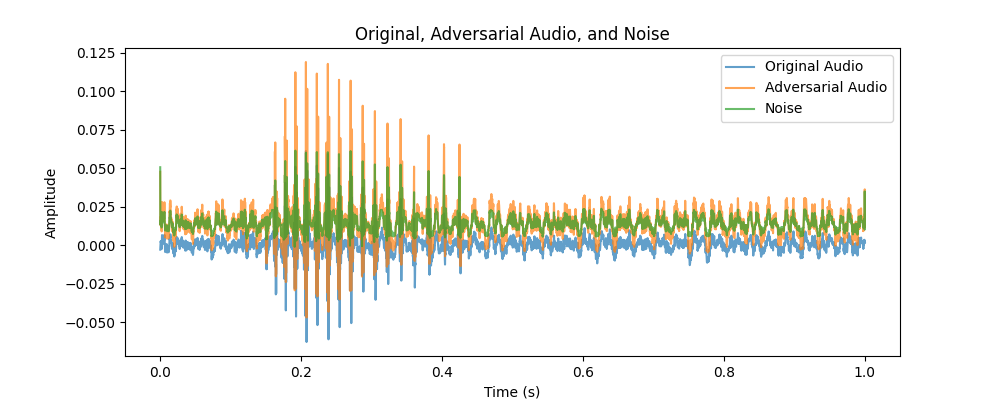 Original, Adversarial Audio, and Noise
Original Audio
Adversarial Audio
Noise
Amplitude
0.125
0.100
0.075
0.050
0.025
0.000
−0.025
−0.050
0.0 0.2 0.4 0.6 0.8 1.0
Time (s)